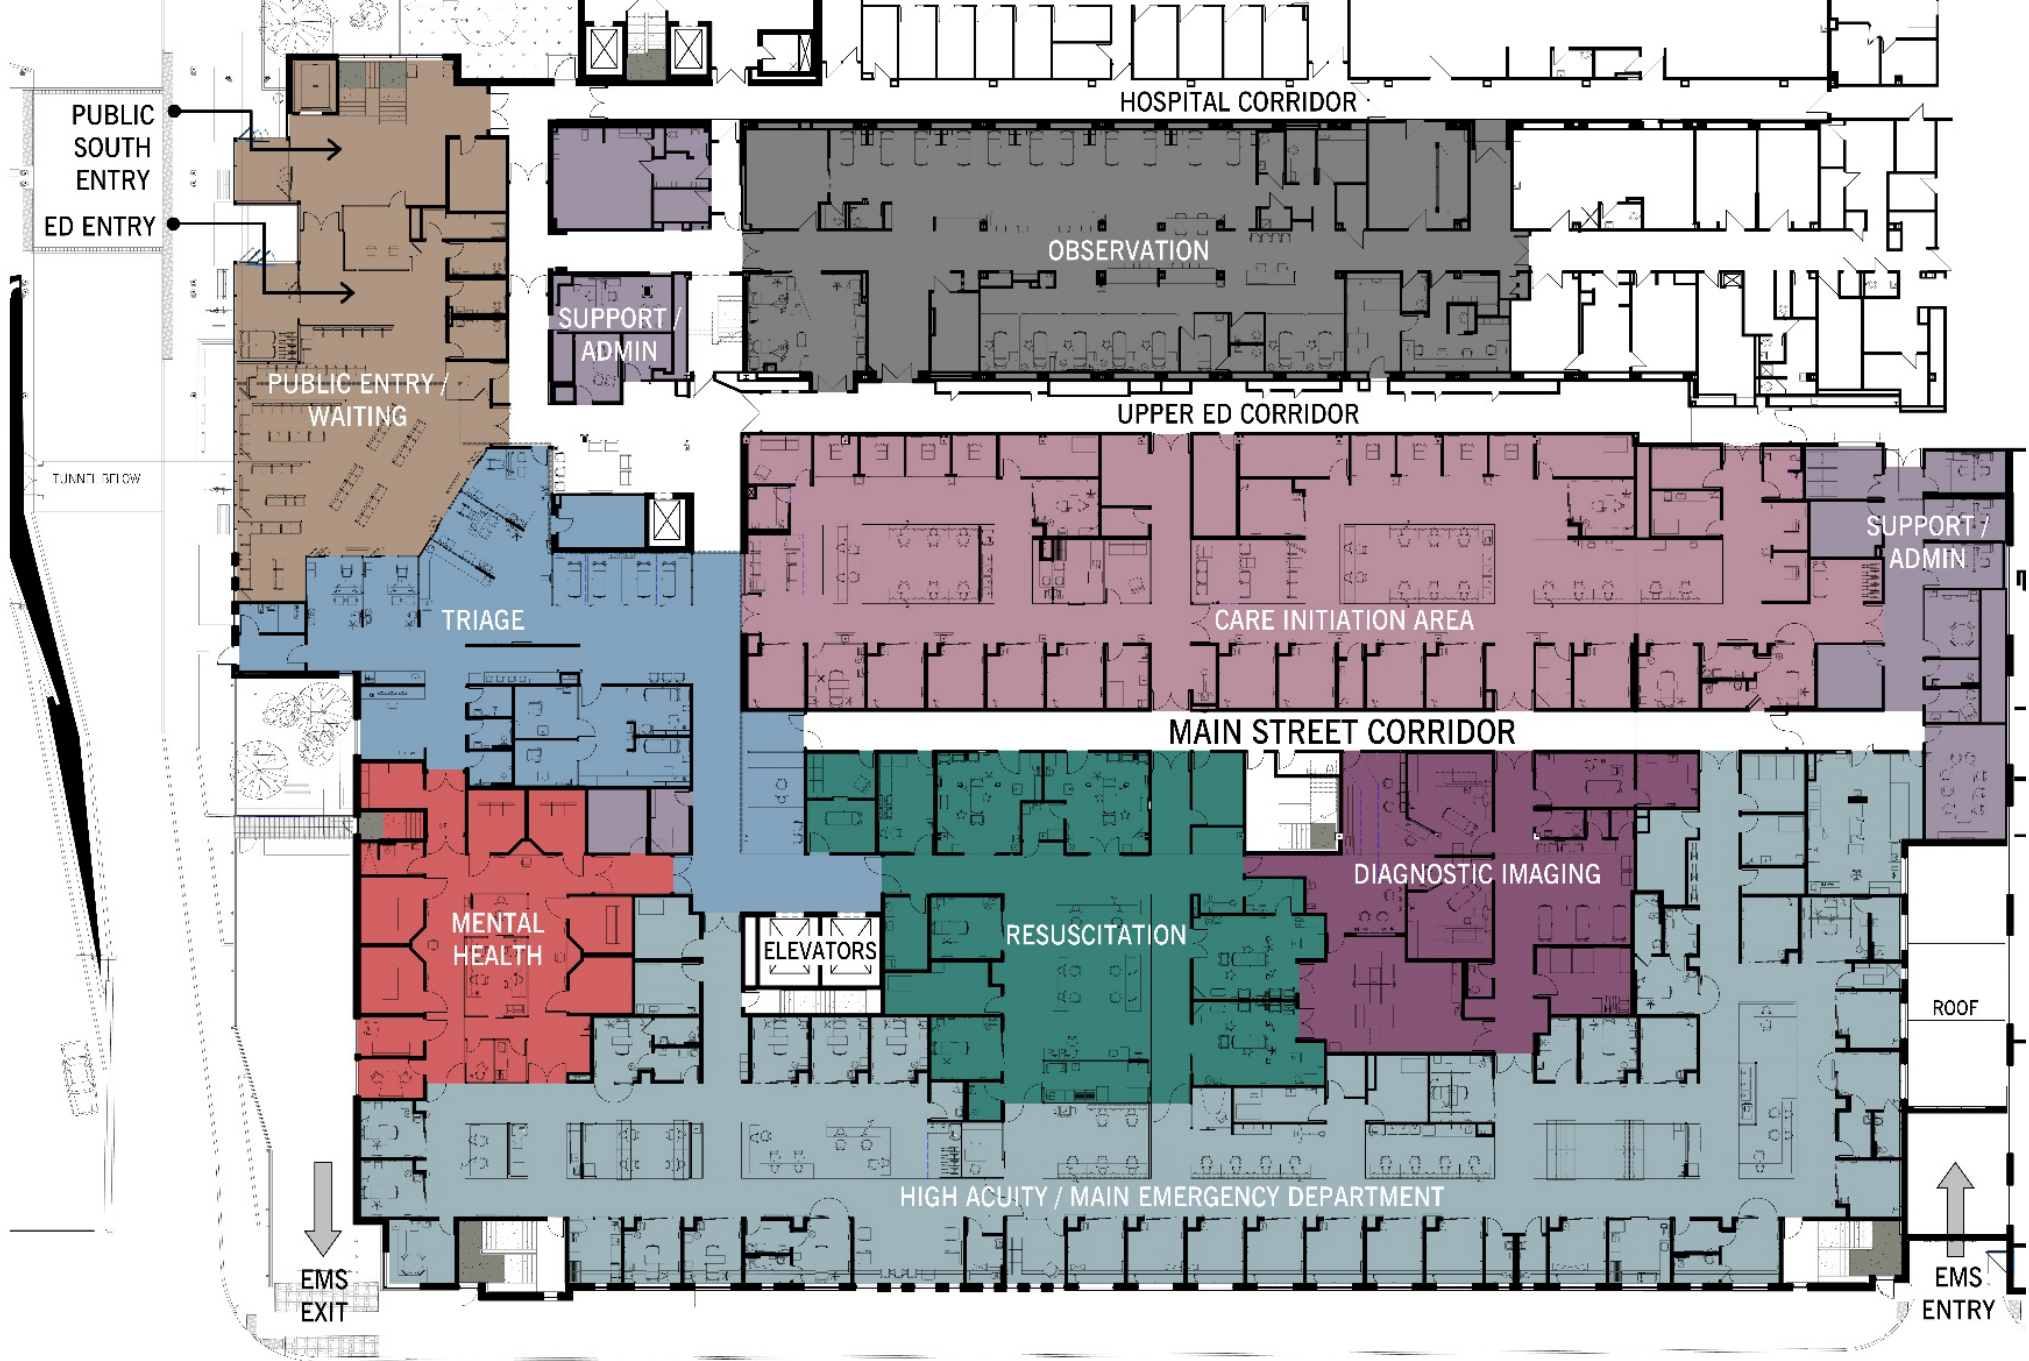 HOSPITAL CORRIDOR
PUBLIC
SOUTH
ENTRY
ED ENTRY
OBSERVATION
SUPPORT /
ADMIN
PUBLIC ENTRY /
WAITING
UPPER ED CORRIDOR
TUNNEL BELOW
SUPPORT /
ADMIN
TRIAGE
CARE INITIATION AREA
MAIN STREET CORRIDOR
DIAGNOSTIC IMAGING
MENTAL
HEALTH
ELEVATORS
RESUSCITATION
ROOF
HIGH ACUITY / MAIN EMERGENCY DEPARTMENT
EMS
EXIT
EMS
ENTRY